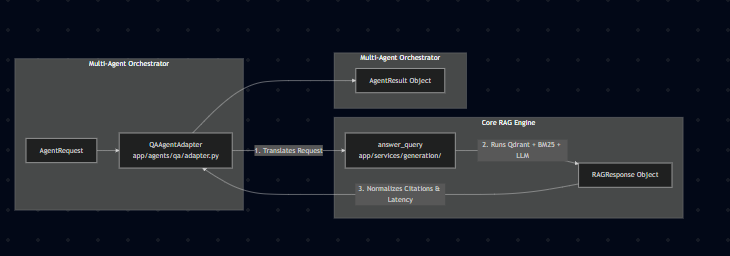 Multi-Agent Orchestrator
AgentRequest
QAAgentAdapter
app/agents/qa/adapter.py
Multi-Agent Orchestrator
AgentResult Object
1. Translates Request
Core RAG Engine
answer_query
app/services/generation/
2. Runs Qdrant + BM25 +
LLM
RAGResponse Object
3. Normalizes Citations &
Latency